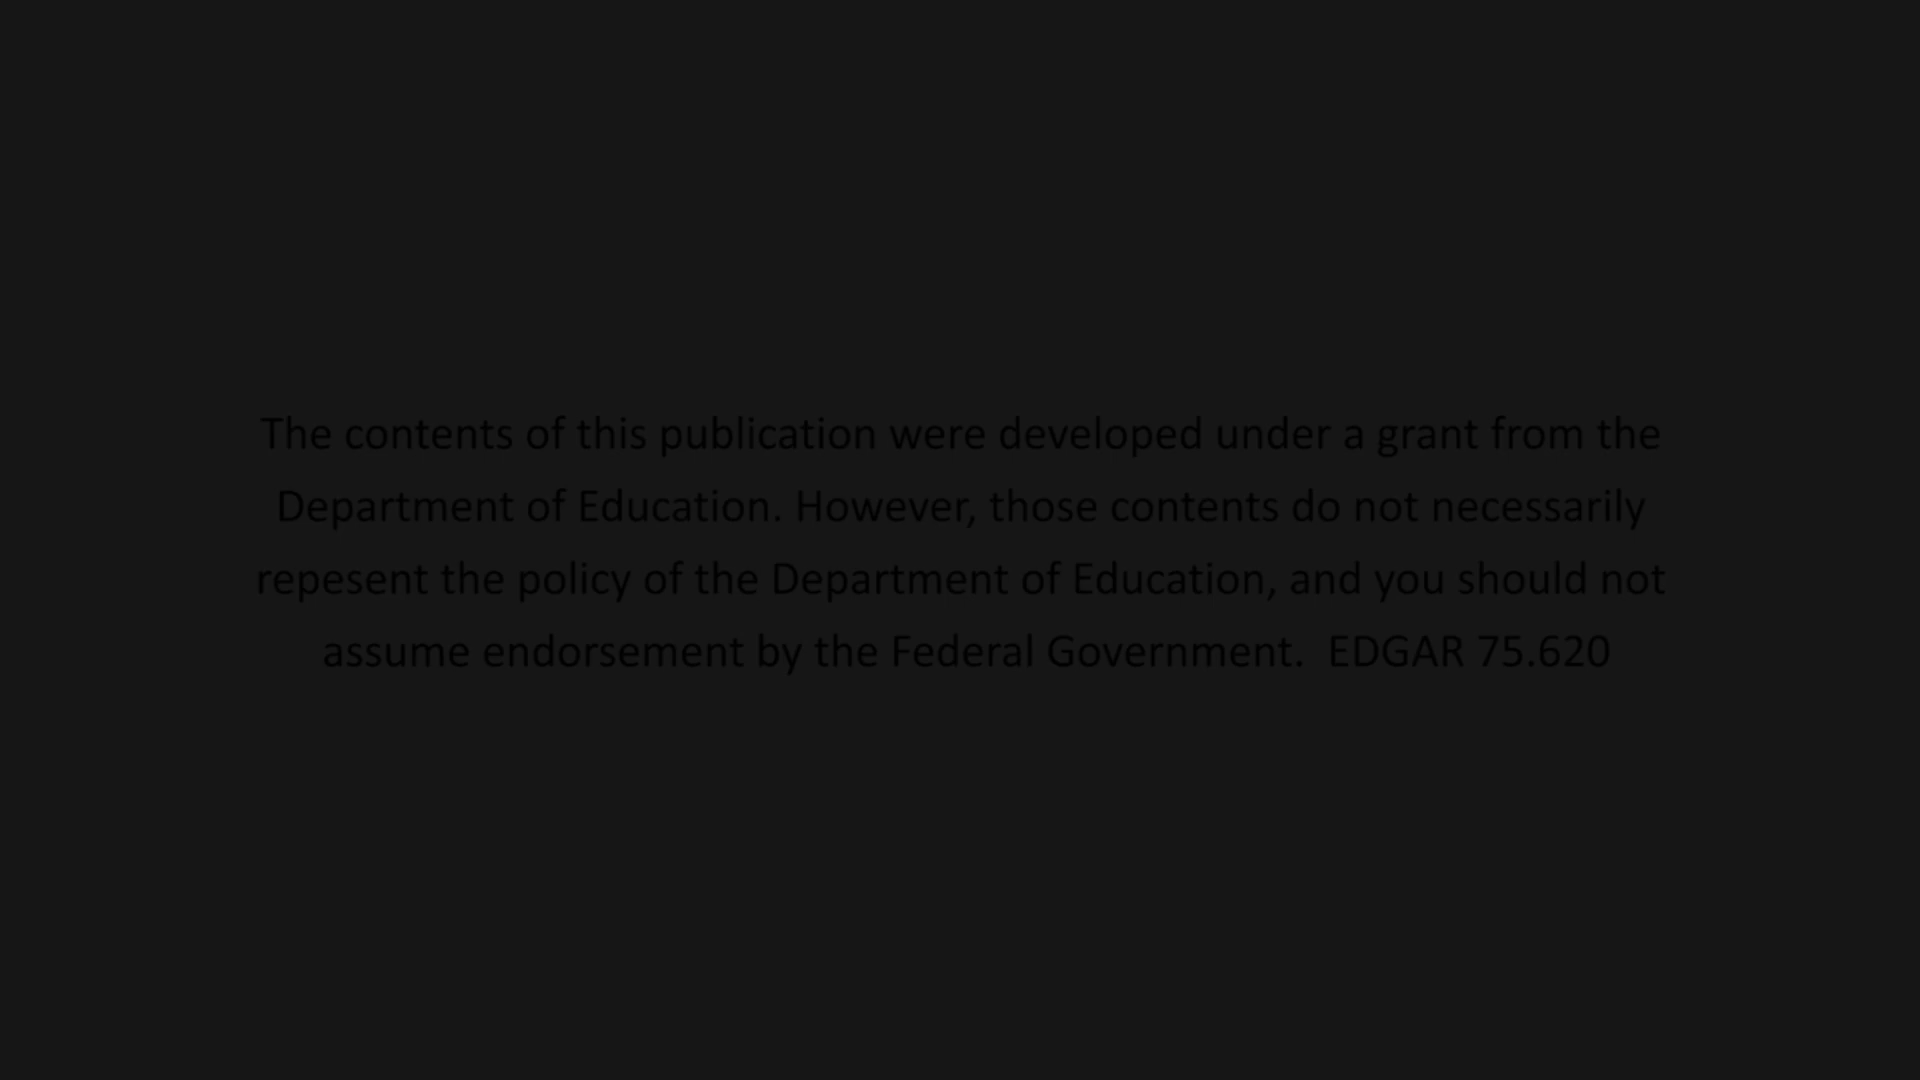 The contents of this publication were developed under a grant from the
Department of Education. However, those contents do not necessarily
repesent the policy of the Department of Education, and you should not
assume endorsement by the Federal Government.  EDGAR 75.620